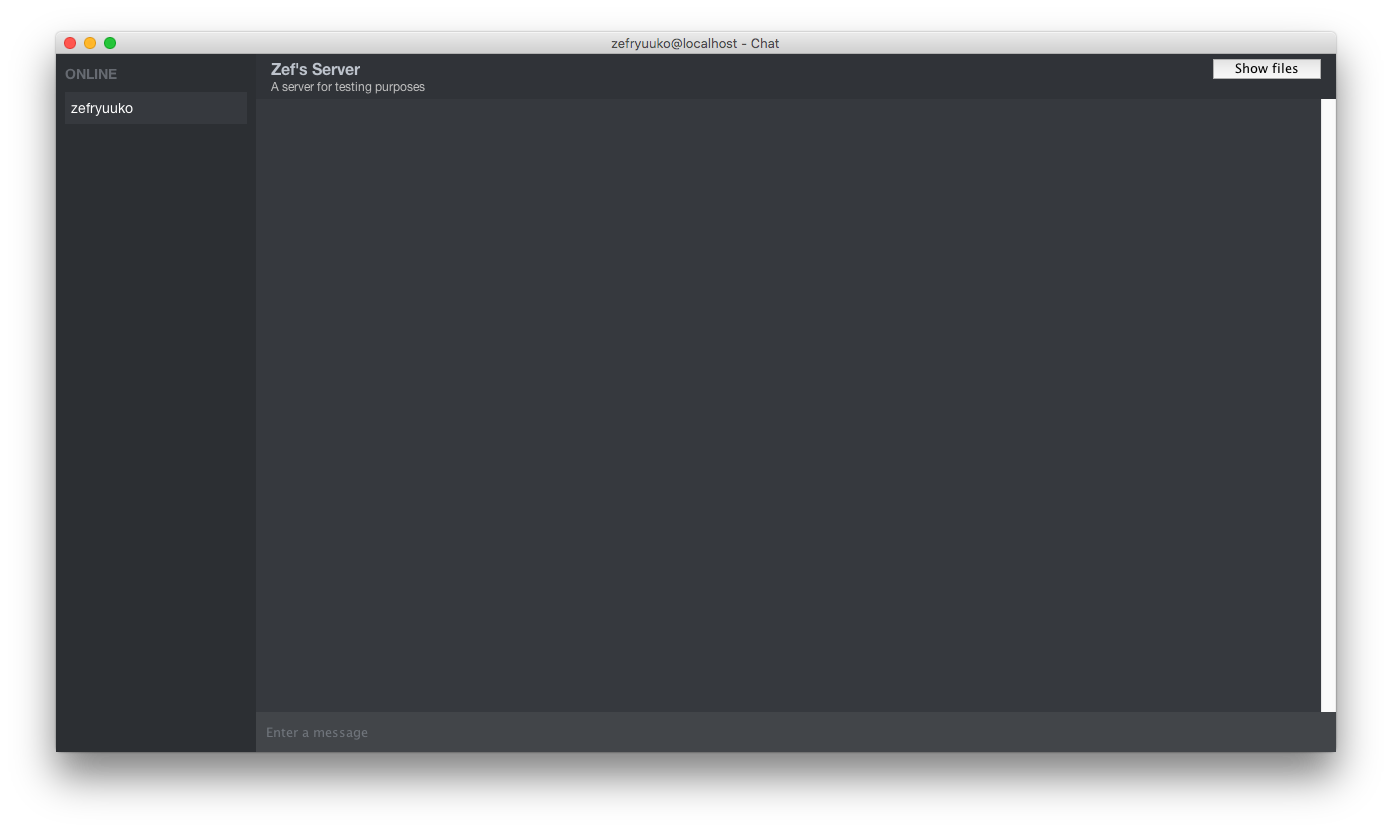 zefryuuko@localhost - Chat
ONLINE
zefryuuko
Zef's Server
A server for testing purposes
Show files
Enter a message